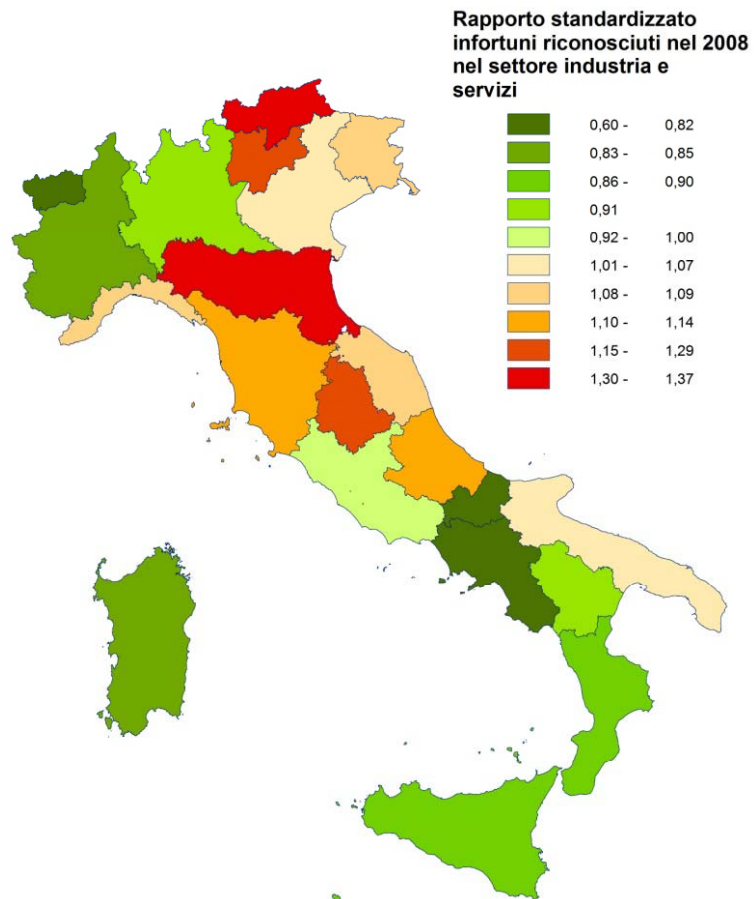 Rapporto standardizzato
infortuni riconosciuti nel 2008
nel settore industria e
servizi
0,60 - 0,82
0,83 - 0,85
0,86 - 0,90
0,91
0,92 - 1,00
1,01 - 1,07
1,08 - 1,09
1,10 - 1,14
1,15 - 1,29
1,30 - 1,37